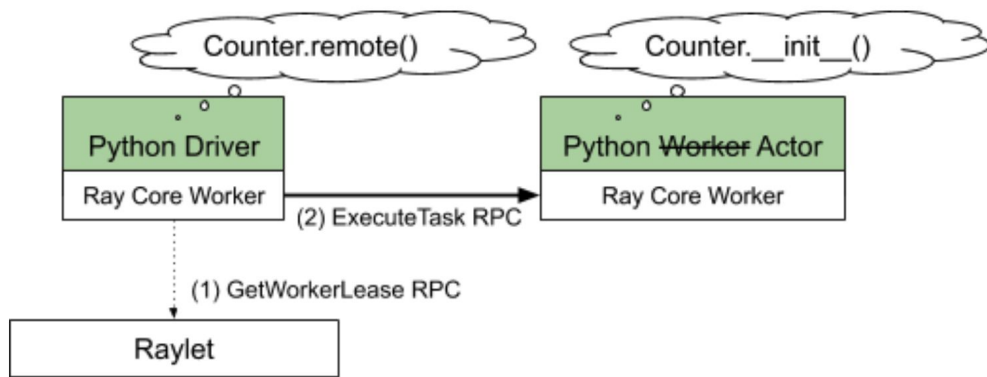 Counter.remote()
Counter.__init__()
Python Driver
Python Worker Actor
Ray Core Worker
Ray Core Worker
(2) ExecuteTask RPC
(1) GetWorkerLease RPC
Raylet